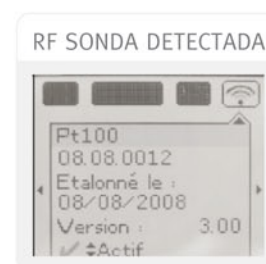 RF SONDA DETECTADA
Pt100
08.08.0012
Etalonné le :
08/08/2008
Version : 3.00
Actif